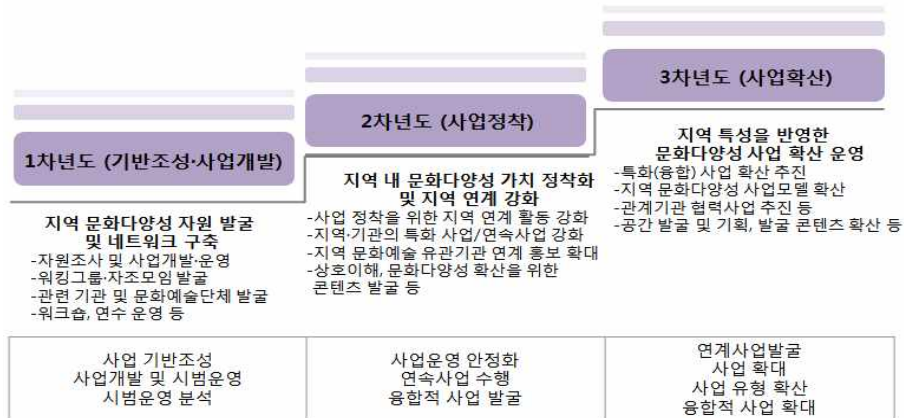 1차년도 (기반조성·사업개발)
지역 문화다양성 자원 발굴
및 네트워크 구축
-자원조사 및 사업개발·운영
-워킹그룹·자조모임 발굴
-관련 기관 및 문화예술단체 발굴
-워크숍, 연수 운영 등
사업 기반조성
사업개발 및 시범운영
시범운영 분석
2차년도 (사업정착)
지역 내 문화다양성 가치 정착화
및 지역 연계 강화
-사업 정착을 위한 지역 연계 활동 강화
-지역·기관의 특화 사업/연속사업 강화
-지역 문화예술 유관기관 연계 홍보 확대
-상호이해, 문화다양성 확산을 위한
콘텐츠 발굴 등
사업운영 안정화
연속사업 수행
융합적 사업 발굴
3차년도 (사업확산)
지역 특성을 반영한
문화다양성 사업 확산 운영
-특화(융합) 사업 확산 추진
-지역 문화다양성 사업모델 확산
-관계기관 협력사업 추진 등
-공간 발굴 및 기획, 발굴 콘텐츠 확산 등
연계사업발굴
사업 확대
사업 유형 확산
융합적 사업 확대